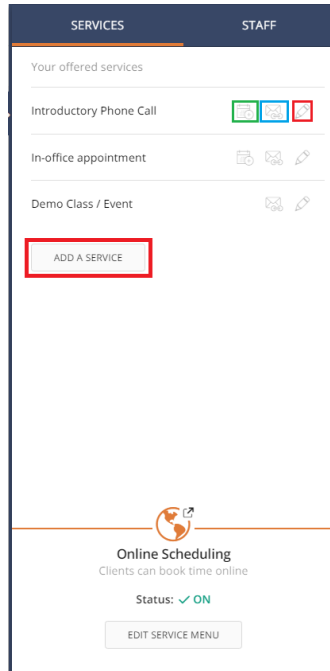 SERVICES
STAFF
Your offered services
Introductory Phone Call
In-office appointment
Demo Class / Event
ADD A SERVICE
Online Scheduling
Clients can book time online
Status: ✓ ON
EDIT SERVICE MENU